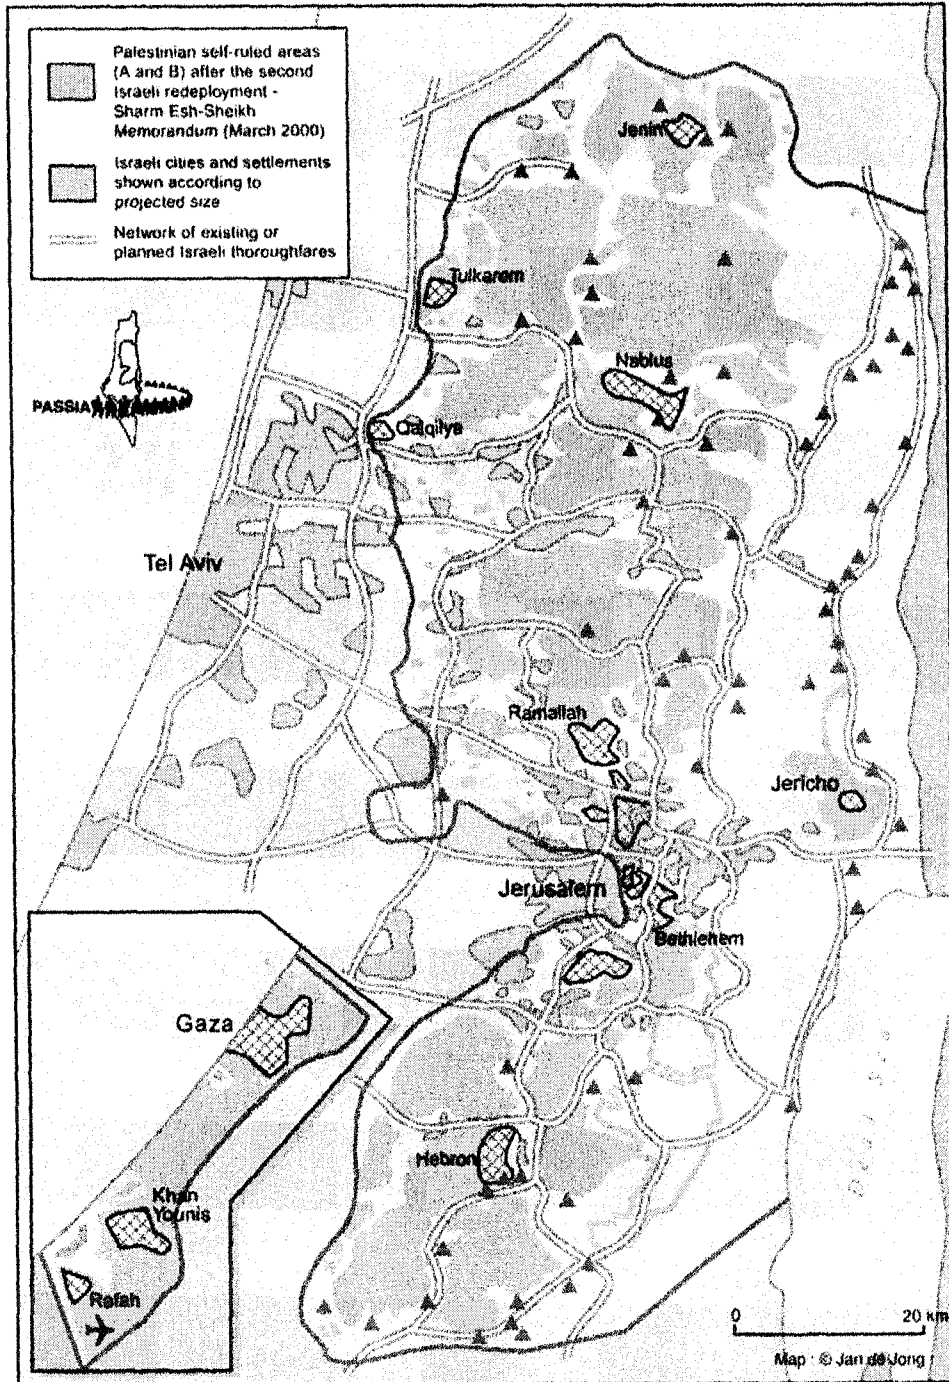 Palestinian self-ruled areas
(A and B) after the second
Israeli redeployment -
Sharm Esh-Sheikh
Memorandum (March 2000)
Israeli cities and settlements
shown according to
projected size
Network of existing or
planned Israeli thoroughfares
Jenin
Tulkarem
Nablus
PASSIA
Qalqilya
Tel Aviv
Ramallah
Jericho
Jerusalem
Bethlehem
Gaza
Hebron
Khan
Younis
Rafah
Dead Sea
0 20 km
Map : © Jan de Jong